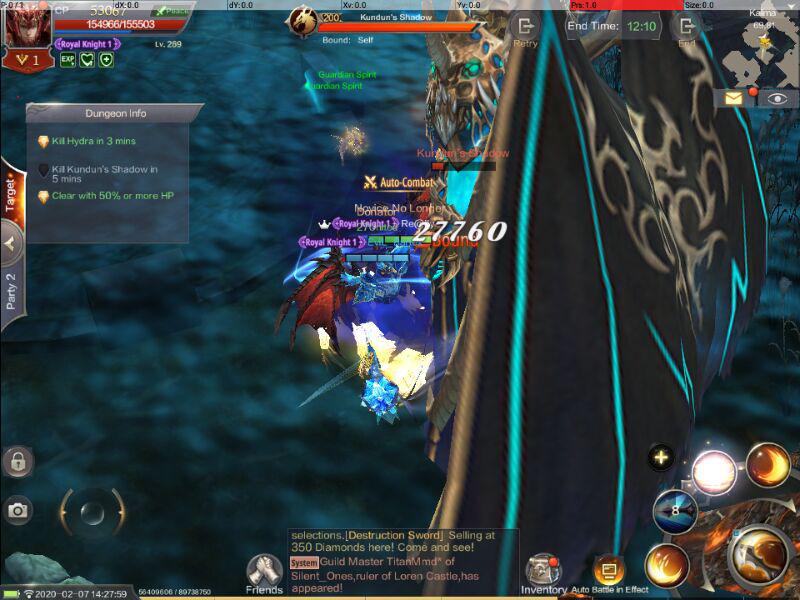 P:0 / 1 dX:0.0 dY:0.0 Xv:0.0 Yv:0.0 Prs:1.0 Size:0.0
CP 53067 Peace
154966/155503
Royal Knight 1 Lv. 289
1
EXP
Kundun's Shadow
Bound: Self
Retry
End Time: 12:10
End
Kalima
Guardian Spirit
Guardian Spirit
Dungeon Info
Kill Hydra in 3 mins
Kill Kundun's Shadow in
5 mins
Clear with 50% or more HP
Target
Party 2
Kundun's Shadow
Auto-Combat
Novice No Longer
Donator
Royal Knight 1
Royal Knight 1
27760
Bound
8
selections,[Destruction Sword] Selling at
350 Diamonds here! Come and see!
System Guild Master TitanMmd* of
Silent_Ones,ruler of Loren Castle,has
appeared!
Friends
Inventory
Auto Battle in Effect
2020-02-07 14:27:59
56409606 / 89738750